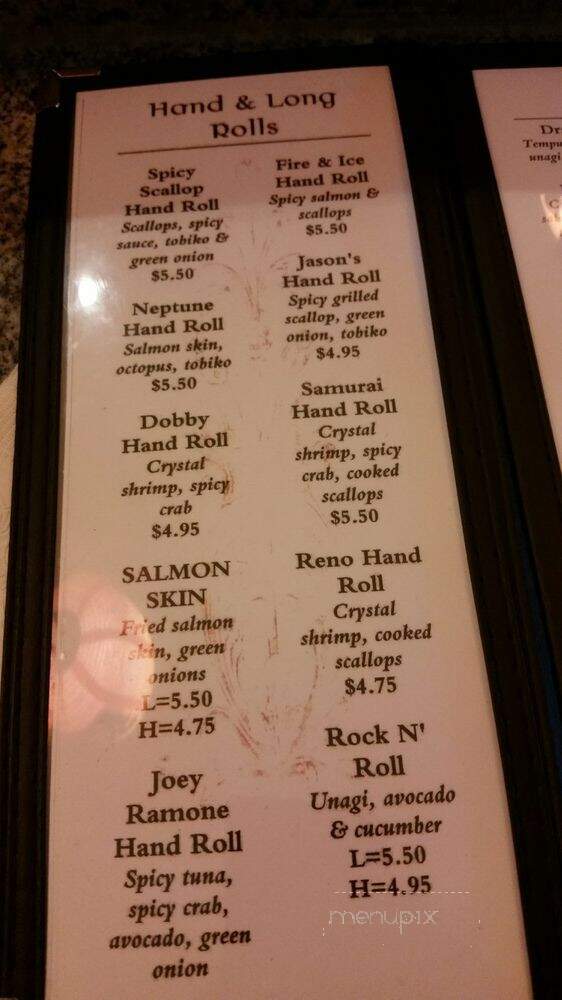 Hand & Long
Rolls
Spicy
Scallop
Hand Roll
Scallops, spicy
sauce, tobiko &
green onion
$5.50
Neptune
Hand Roll
Salmon skin,
octopus, tobiko
$5.50
Dobby
Hand Roll
Crystal
shrimp, spicy
crab
$4.95
SALMON
SKIN
Fried salmon
skin, green
onions
L=5.50
H=4.75
Joey
Ramone
Hand Roll
Spicy tuna,
spicy crab,
avocado, green
onion
Fire & Ice
Hand Roll
Spicy salmon &
scallops
$5.50
Jason's
Hand Roll
Spicy grilled
scallop, green
onion, tobiko
$4.95
Samurai
Hand Roll
Crystal
shrimp, spicy
crab, cooked
scallops
$5.50
Reno Hand
Roll
Crystal
shrimp, cooked
scallops
$4.75
Rock N'
Roll
Unagi, avocado
& cucumber
L=5.50
H=4.95
menupix
unagi